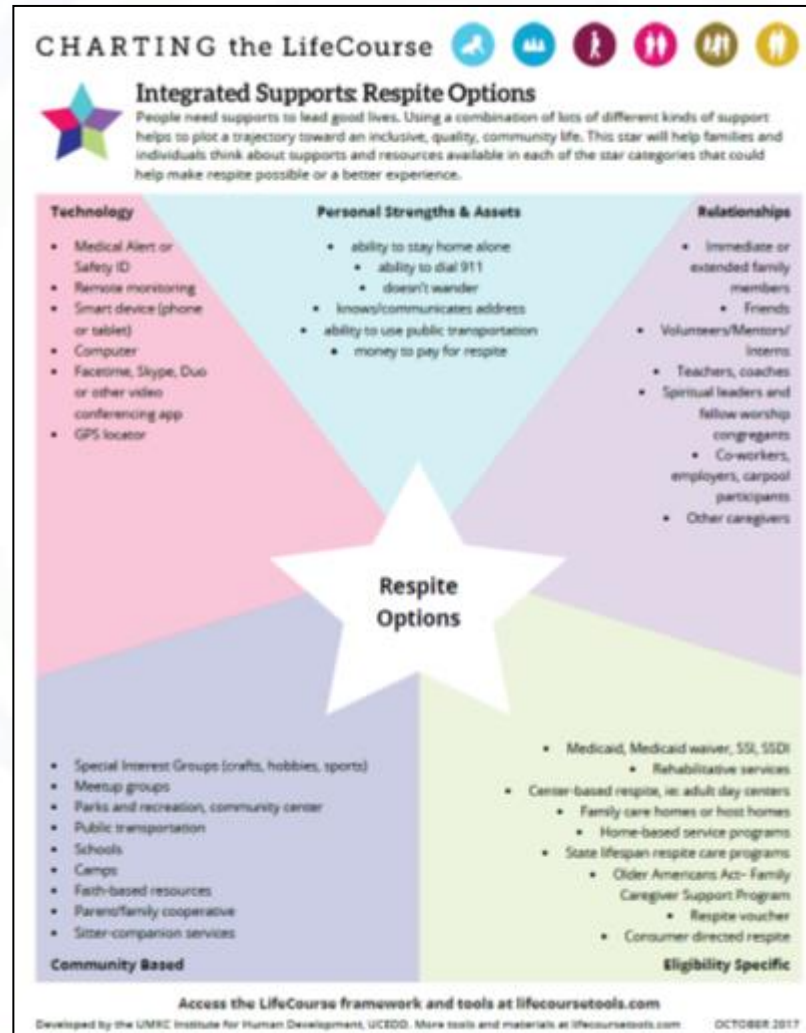 CHARTING the LifeCourse
Integrated Supports: Respite Options
People need supports to lead good lives. Using a combination of lots of different kinds of support
helps to plot a trajectory toward an inclusive, quality, community life. This star will help families and
individuals think about supports and resources available in each of the star categories that could
help make respite possible or a better experience.
Technology
• Medical Alert or
Safety ID
• Remote monitoring
• Smart device (phone
or tablet)
• Computer
• Facetime, Skype, Duo
or other video
conferencing app
• GPS locator
Personal Strengths & Assets
• ability to stay home alone
• ability to dial 911
• doesn't wander
• knows/communicates address
• ability to use public transportation
• money to pay for respite
Relationships
• Immediate or
extended family
members
• Friends
• Volunteers/Mentors/
Interns
• Teachers, coaches
• Spiritual leaders and
fellow worship
congregants
• Co-workers,
employers, carpool
participants
• Other caregivers
Respite
Options
• Special Interest Groups (crafts, hobbies, sports)
• Meetup groups
• Parks and recreation, community center
• Public transportation
• Schools
• Camps
• Faith-based resources
• Parent/family cooperative
• Sitter-companion services
Community Based
• Medicaid, Medicaid waiver, SSI, SSDI
• Rehabilitative services
• Center-based respite, ie: adult day centers
• Family care homes or host homes
• Home-based service programs
• State lifespan respite care programs
• Older Americans Act– Family
Caregiver Support Program
• Respite voucher
• Consumer directed respite
Eligibility Specific
Access the LifeCourse framework and tools at lifecoursetools.com
Developed by the UMKC Institute for Human Development, UCEDD. More tools and materials at lifecoursetools.com OCTOBER 2017